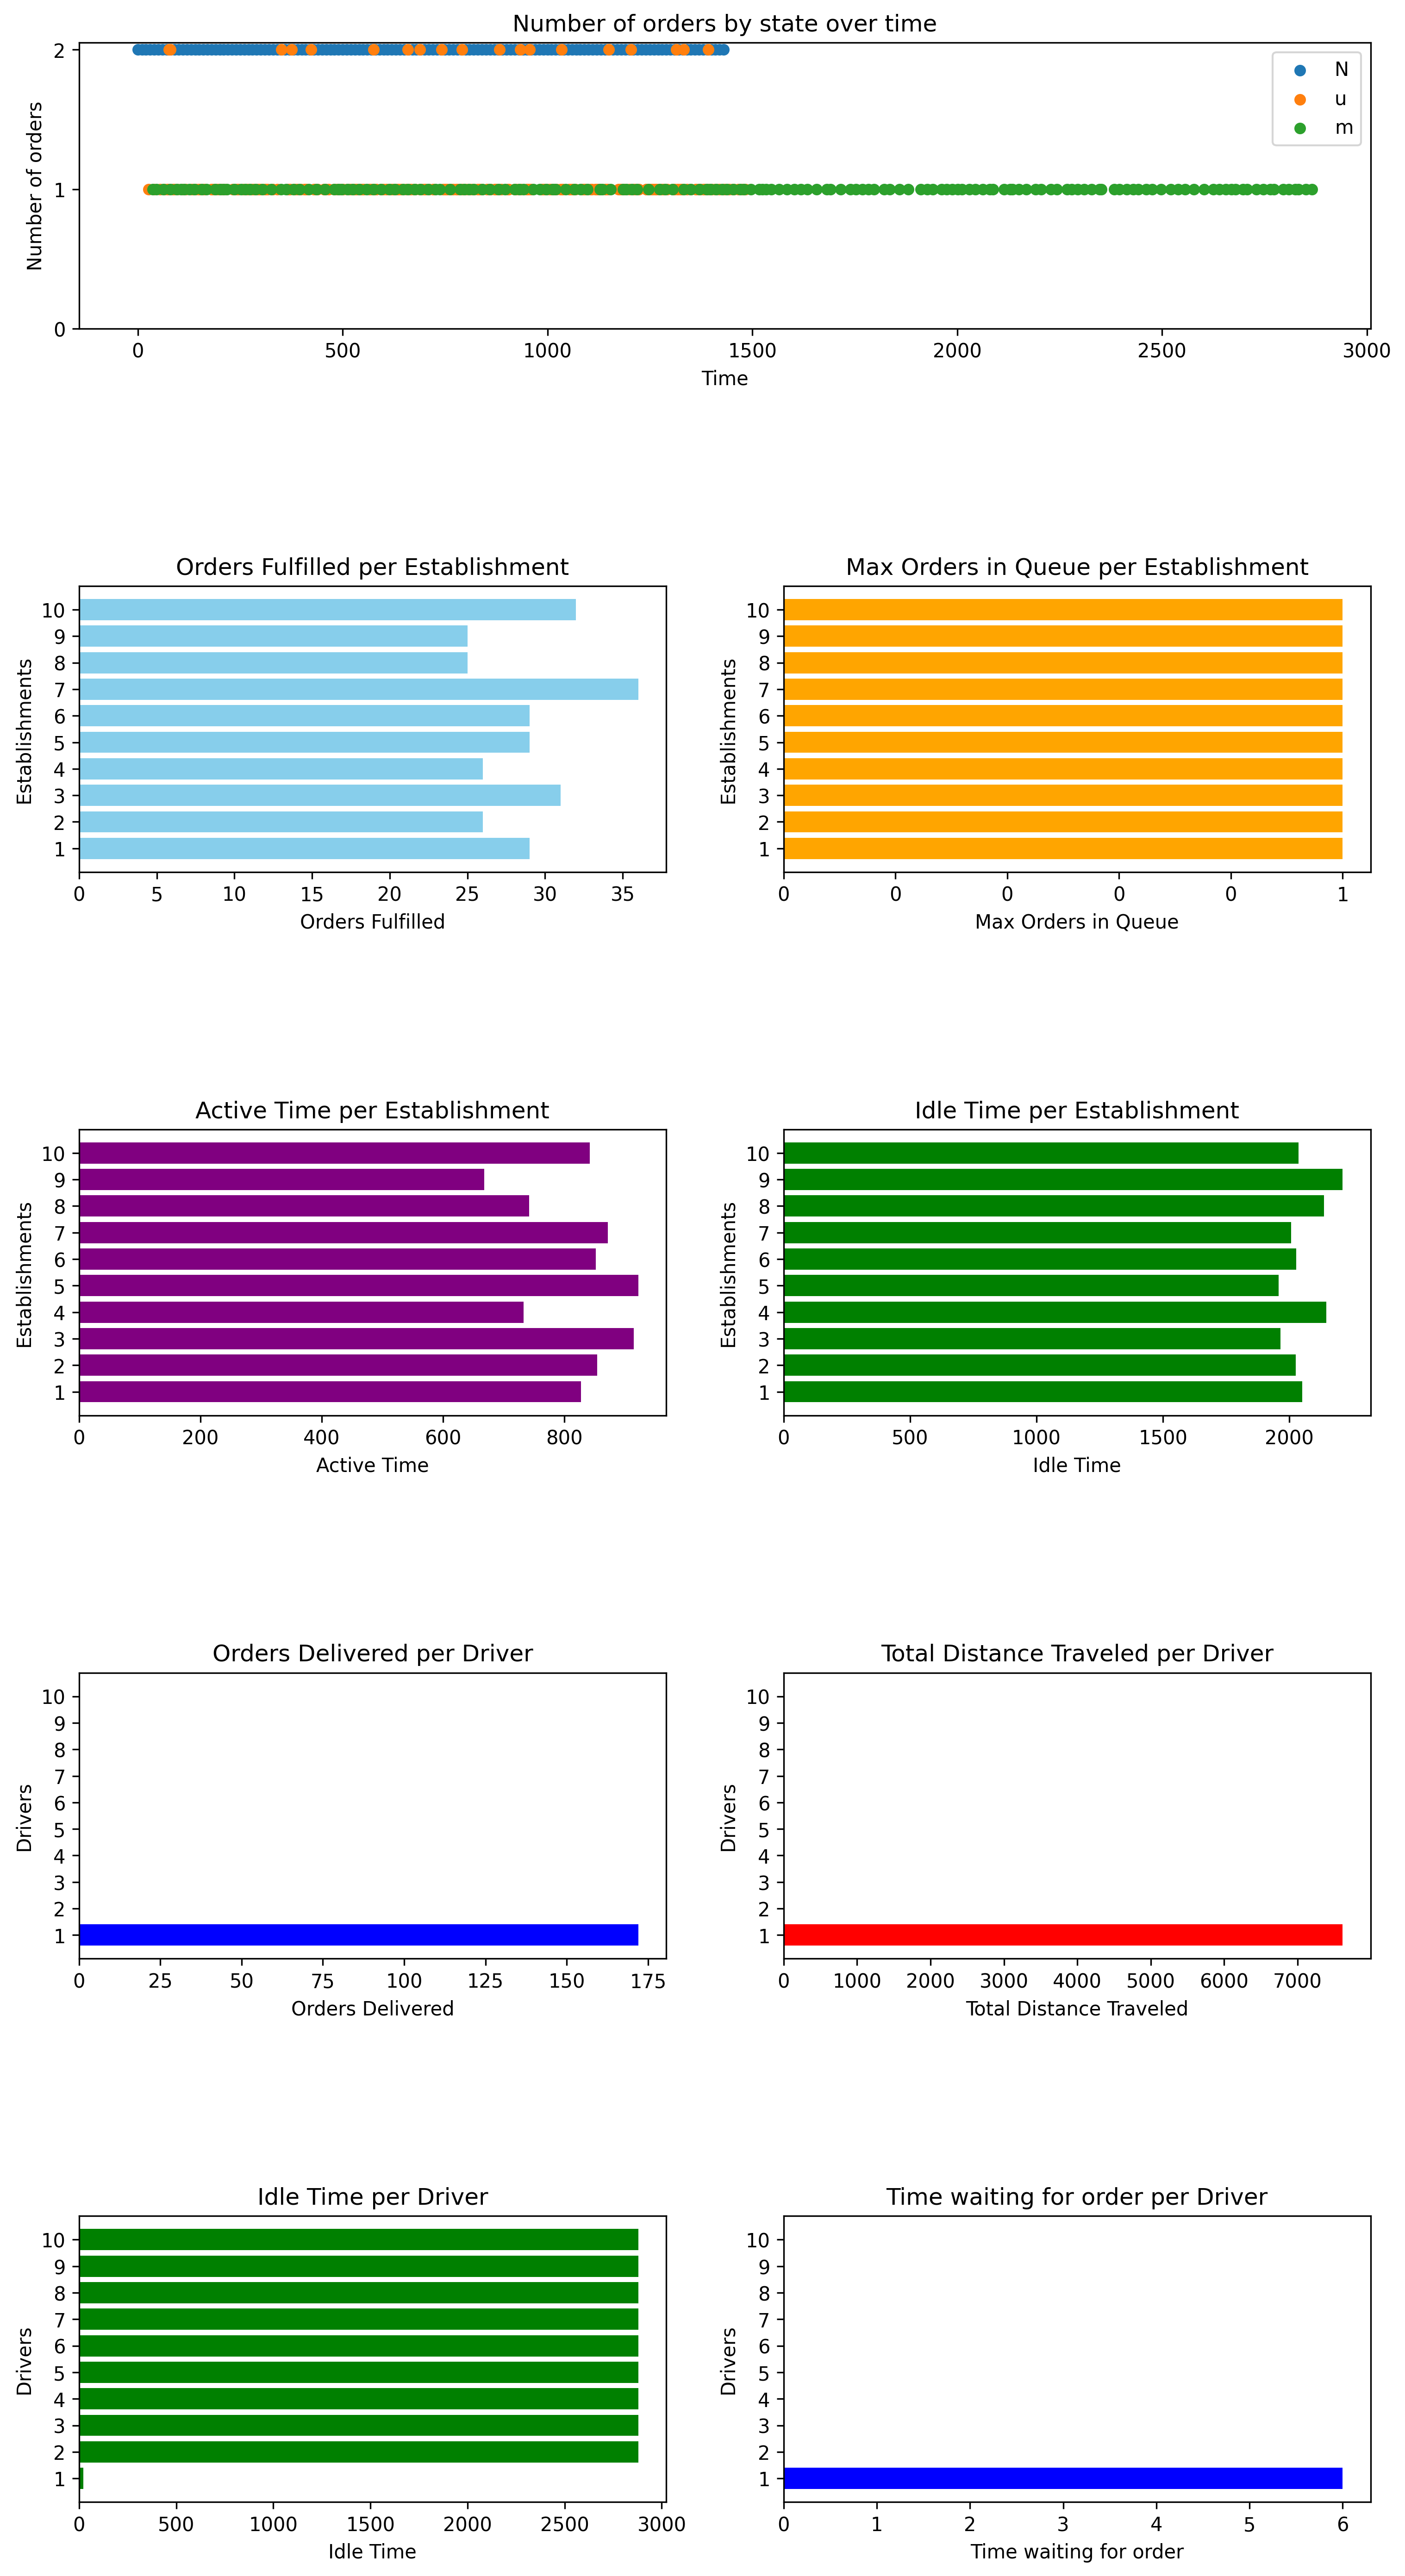 Number of orders by state over time
Number of orders
2
1
0
N
u
m
0 500 1000 1500 2000 2500 3000
Time
Orders Fulfilled per Establishment
Establishments
10
9
8
7
6
5
4
3
2
1
0 5 10 15 20 25 30 35
Orders Fulfilled
Max Orders in Queue per Establishment
Establishments
10
9
8
7
6
5
4
3
2
1
0 0 0 0 0 1
Max Orders in Queue
Active Time per Establishment
Establishments
10
9
8
7
6
5
4
3
2
1
0 200 400 600 800
Active Time
Idle Time per Establishment
Establishments
10
9
8
7
6
5
4
3
2
1
0 500 1000 1500 2000
Idle Time
Orders Delivered per Driver
Drivers
10
9
8
7
6
5
4
3
2
1
0 25 50 75 100 125 150 175
Orders Delivered
Total Distance Traveled per Driver
Drivers
10
9
8
7
6
5
4
3
2
1
0 1000 2000 3000 4000 5000 6000 7000
Total Distance Traveled
Idle Time per Driver
Drivers
10
9
8
7
6
5
4
3
2
1
0 500 1000 1500 2000 2500 3000
Idle Time
Time waiting for order per Driver
Drivers
10
9
8
7
6
5
4
3
2
1
0 1 2 3 4 5 6
Time waiting for order